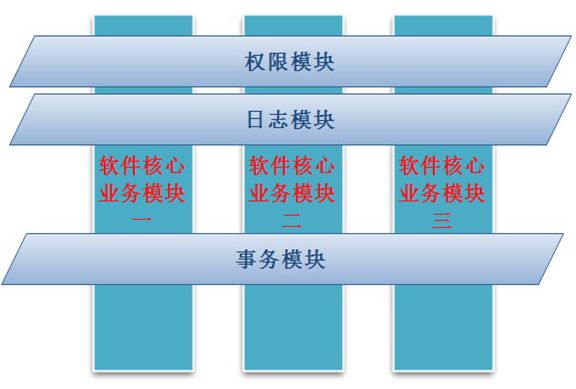 权限模块
日志模块
软件核心
业务模块
一
软件核心
业务模块
二
软件核心
业务模块
三
事务模块